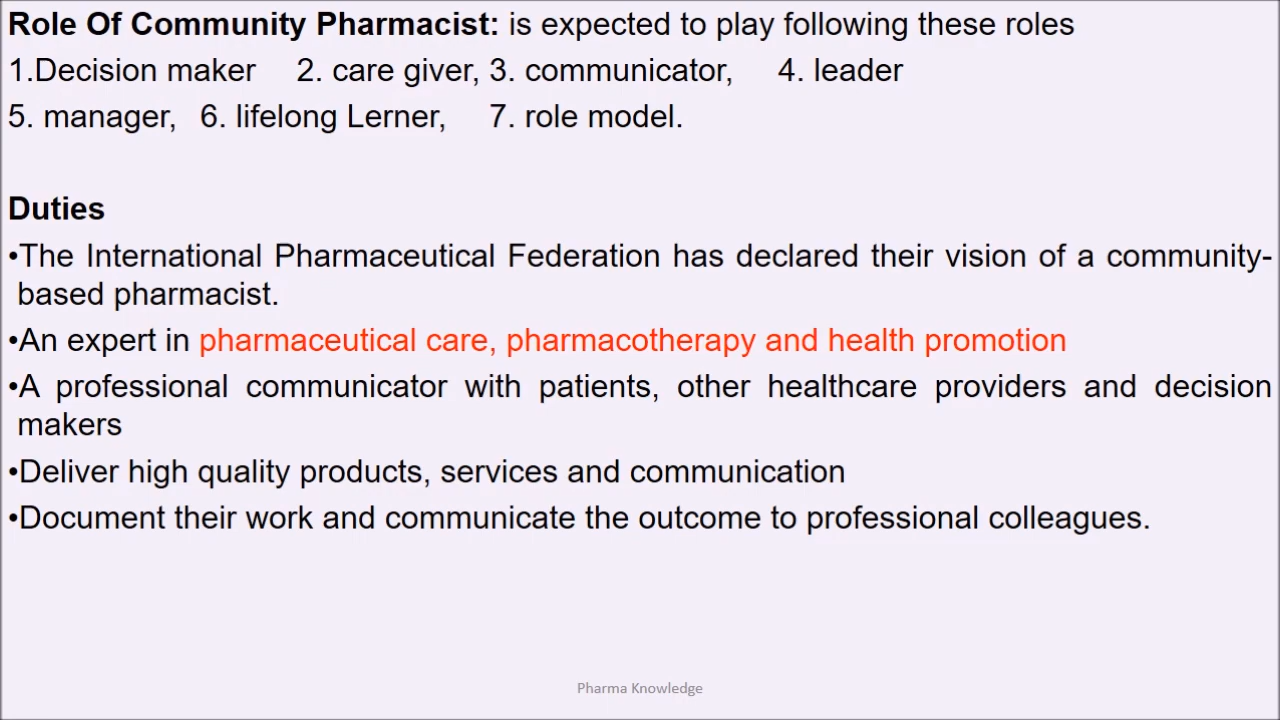 Role Of Community Pharmacist: is expected to play following these roles
1.Decision maker 2. care giver, 3. communicator, 4. leader
5. manager, 6. lifelong Lerner, 7. role model.
Duties
•The International Pharmaceutical Federation has declared their vision of a community-
based pharmacist.
•An expert in pharmaceutical care, pharmacotherapy and health promotion
•A professional communicator with patients, other healthcare providers and decision
makers
•Deliver high quality products, services and communication
•Document their work and communicate the outcome to professional colleagues.
Pharma Knowledge